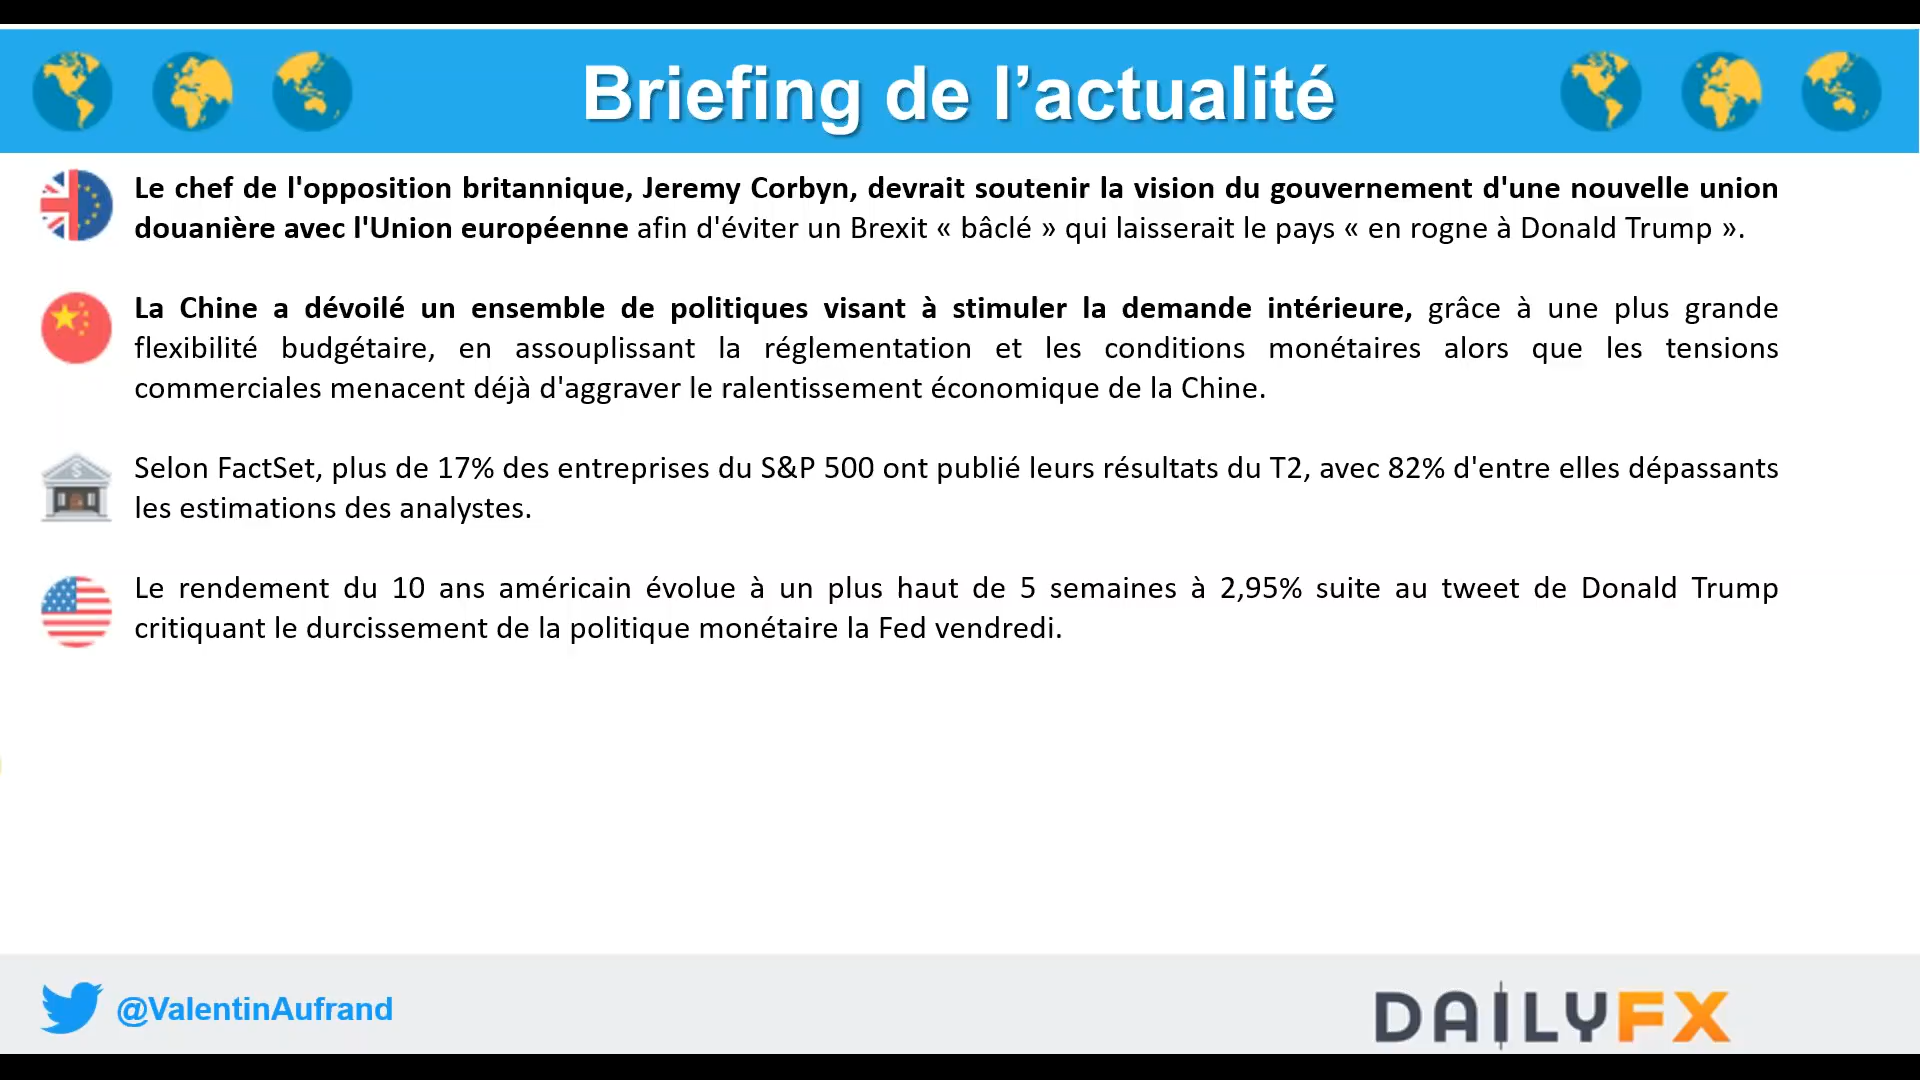 Briefing de l’actualité
Le chef de l'opposition britannique, Jeremy Corbyn, devrait soutenir la vision du gouvernement d'une nouvelle union
douanière avec l'Union européenne afin d'éviter un Brexit « bâclé » qui laisserait le pays « en rogne à Donald Trump ».
La Chine a dévoilé un ensemble de politiques visant à stimuler la demande intérieure, grâce à une plus grande
flexibilité budgétaire, en assouplissant la réglementation et les conditions monétaires alors que les tensions
commerciales menacent déjà d'aggraver le ralentissement économique de la Chine.
Selon FactSet, plus de 17% des entreprises du S&P 500 ont publié leurs résultats du T2, avec 82% d'entre elles dépassants
les estimations des analystes.
Le rendement du 10 ans américain évolue à un plus haut de 5 semaines à 2,95% suite au tweet de Donald Trump
critiquant le durcissement de la politique monétaire la Fed vendredi.
@ValentinAufrand
DAILYFX